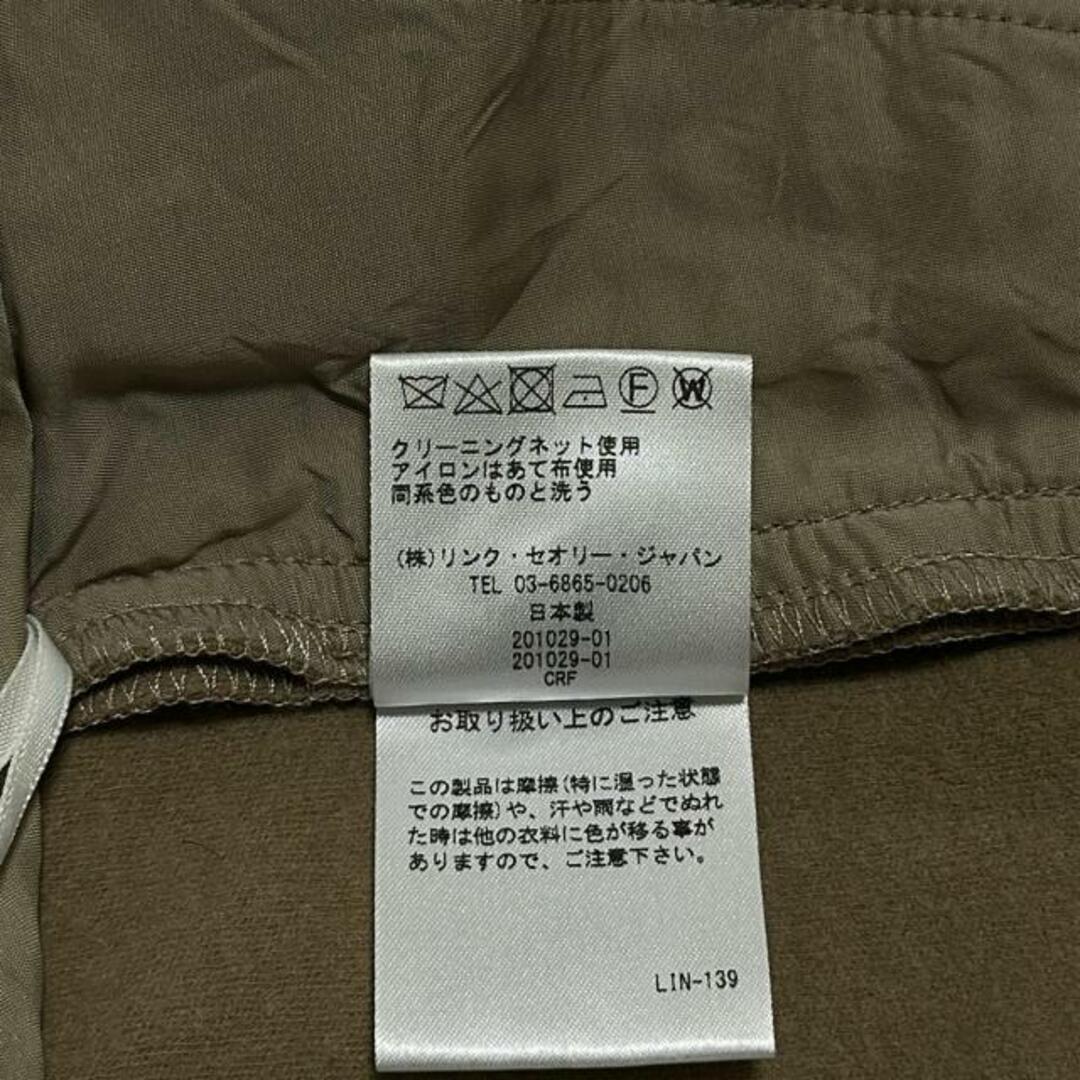 F W
クリーニングネット使用
アイロンはあて布使用
同系色のものと洗う
(株)リンク・セオリー・ジャパン
TEL 03-6865-0206
日本製
201029-01
201029-01
CRF
お取り扱い上のご注意
この製品は摩擦(特に湿った状態
での摩擦)や、汗や雨などでぬれ
た時は他の衣料に色が移る事が
ありますので、ご注意下さい。
LIN-139